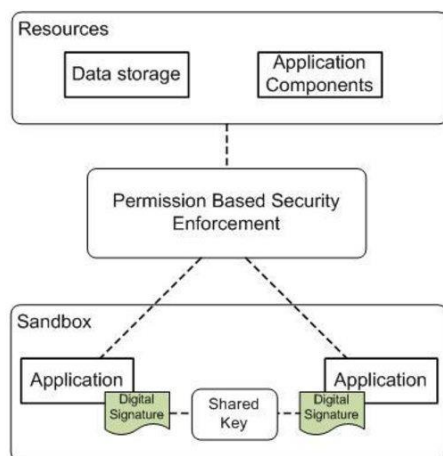 Resources
Data storage
Application
Components
Permission Based Security
Enforcement
Sandbox
Application
Digital
Signature
Shared
Key
Application
Digital
Signature